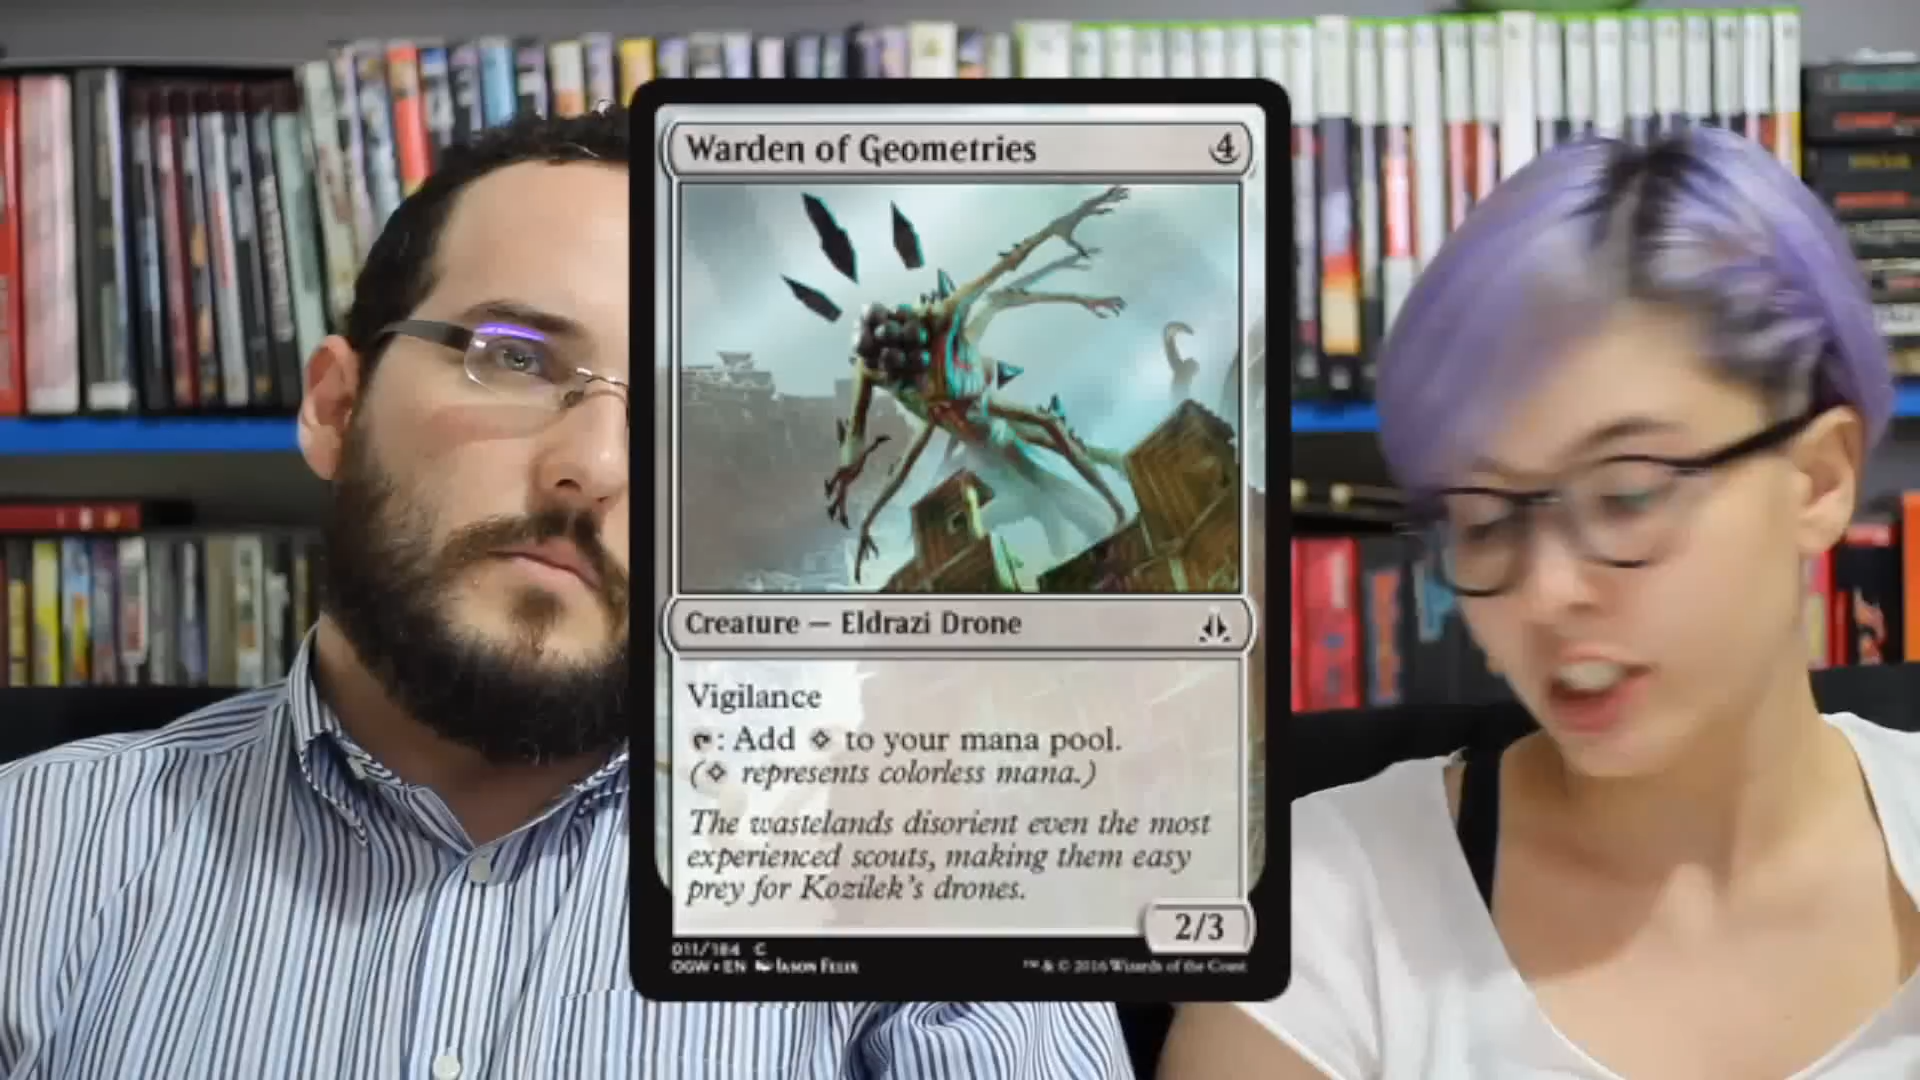 Warden of Geometries 4
Creature — Eldrazi Drone
Vigilance
: Add to your mana pool.
( represents colorless mana.)
The wastelands disorient even the most
experienced scouts, making them easy
prey for Kozilek's drones.
2/3
011/184 C
OGW • EN Jason Felix
™ & © 2016 Wizards of the Coast